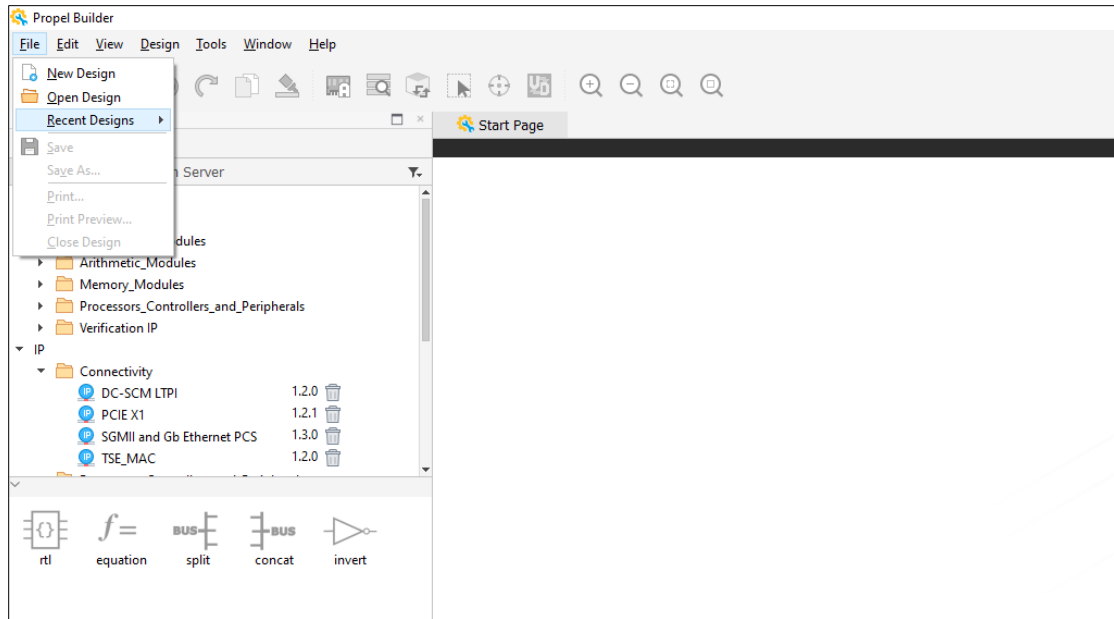 Propel Builder
File Edit View Design Tools Window Help
New Design
Open Design
Recent Designs
Save
Save As...
Print...
Print Preview...
Close Design
Start Page
Server
Arithmetic_Modules
Memory_Modules
Processors_Controllers_and_Peripherals
Verification IP
IP
Connectivity
DC-SCM LTPI 1.2.0
PCIE X1 1.2.1
SGMII and Gb Ethernet PCS 1.3.0
TSE_MAC 1.2.0
{} f= BUS BUS
rtl equation split concat invert